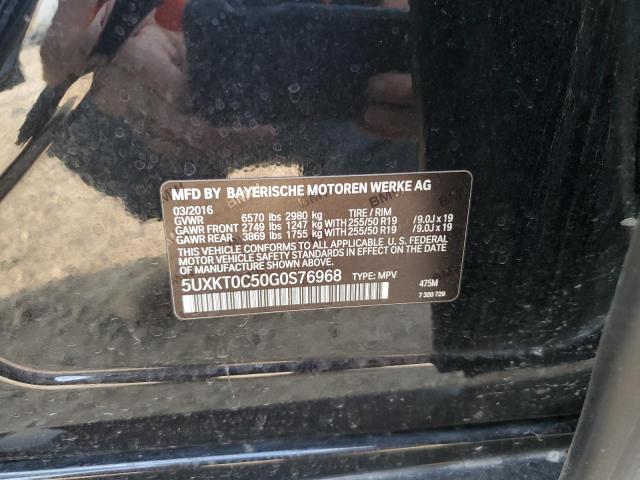 MFD BY BAYERISCHE MOTOREN WERKE AG
03/2016 TIRE / RIM
GVWR 6570 lbs 2980 kg
GAWR FRONT 2749 lbs 1247 kg WITH 255/50 R19 /9.0J x 19
GAWR REAR 3869 lbs 1755 kg WITH 255/50 R19 /9.0J x 19
THIS VEHICLE CONFORMS TO ALL APPLICABLE U.S. FEDERAL
MOTOR VEHICLE SAFETY STANDARDS IN
EFFECT ON THE DATE OF MANUFACTURE SHOWN ABOVE.
5UXKT0C50G0S76968 TYPE: MPV 475M
7 320 729